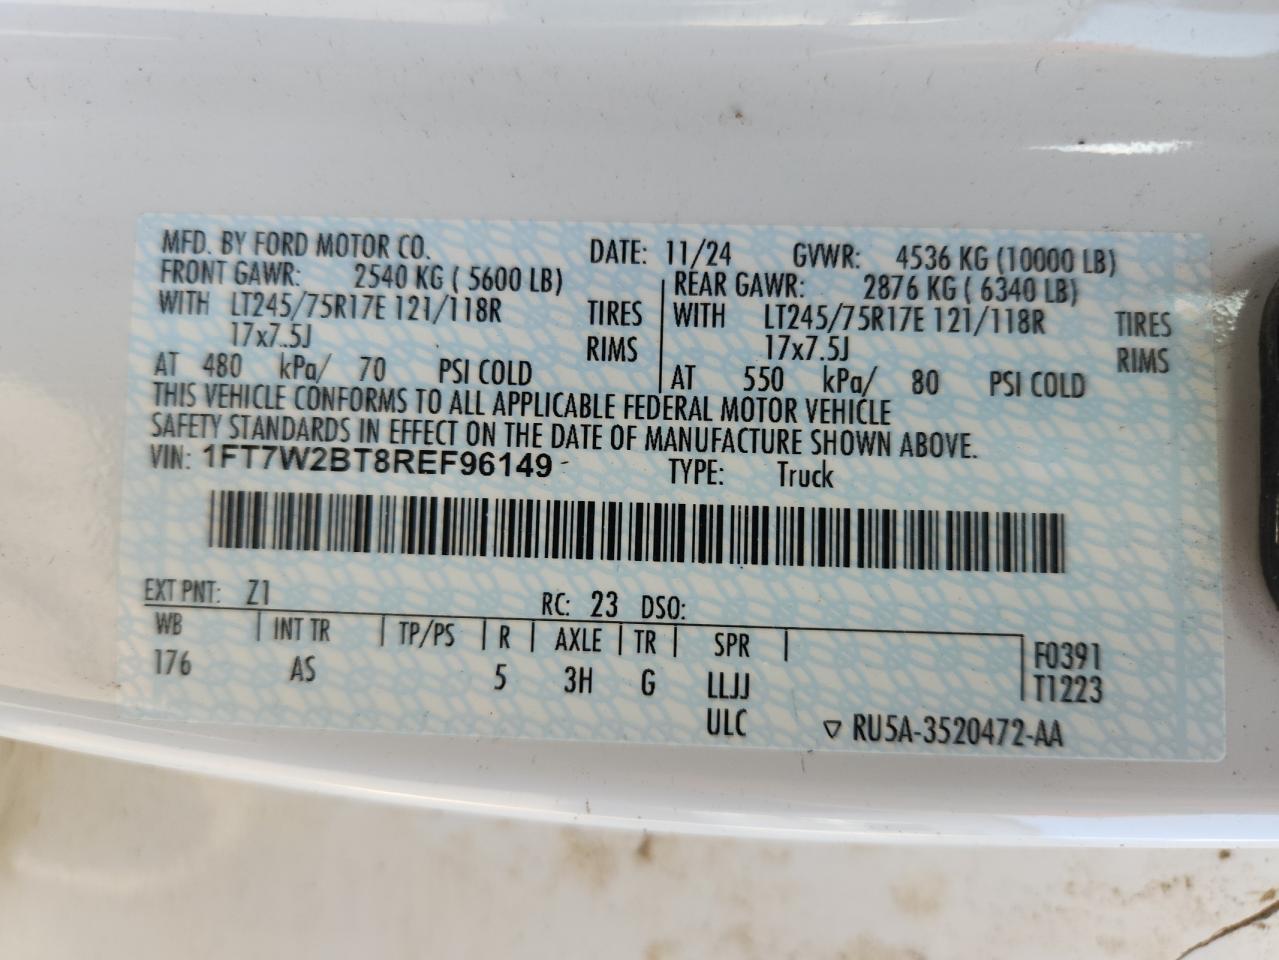 MFD. BY FORD MOTOR CO. DATE: 11/24 GVWR: 4536 KG (10000 LB)
FRONT GAWR: 2540 KG ( 5600 LB) REAR GAWR: 2876 KG ( 6340 LB)
WITH LT245/75R17E 121/118R TIRES WITH LT245/75R17E 121/118R TIRES
17x7.5J RIMS 17x7.5J RIMS
AT 480 kPa/ 70 PSI COLD AT 550 kPa/ 80 PSI COLD
THIS VEHICLE CONFORMS TO ALL APPLICABLE FEDERAL MOTOR VEHICLE
SAFETY STANDARDS IN EFFECT ON THE DATE OF MANUFACTURE SHOWN ABOVE.
VIN: 1FT7W2BT8REF96149 TYPE: Truck
EXT PNT: Z1 RC: 23 DSO:
WB INT TR TP/PS R AXLE TR SPR F0391
176 AS 5 3H G LLJJ T1223
ULC ▽ RU5A-3520472-AA